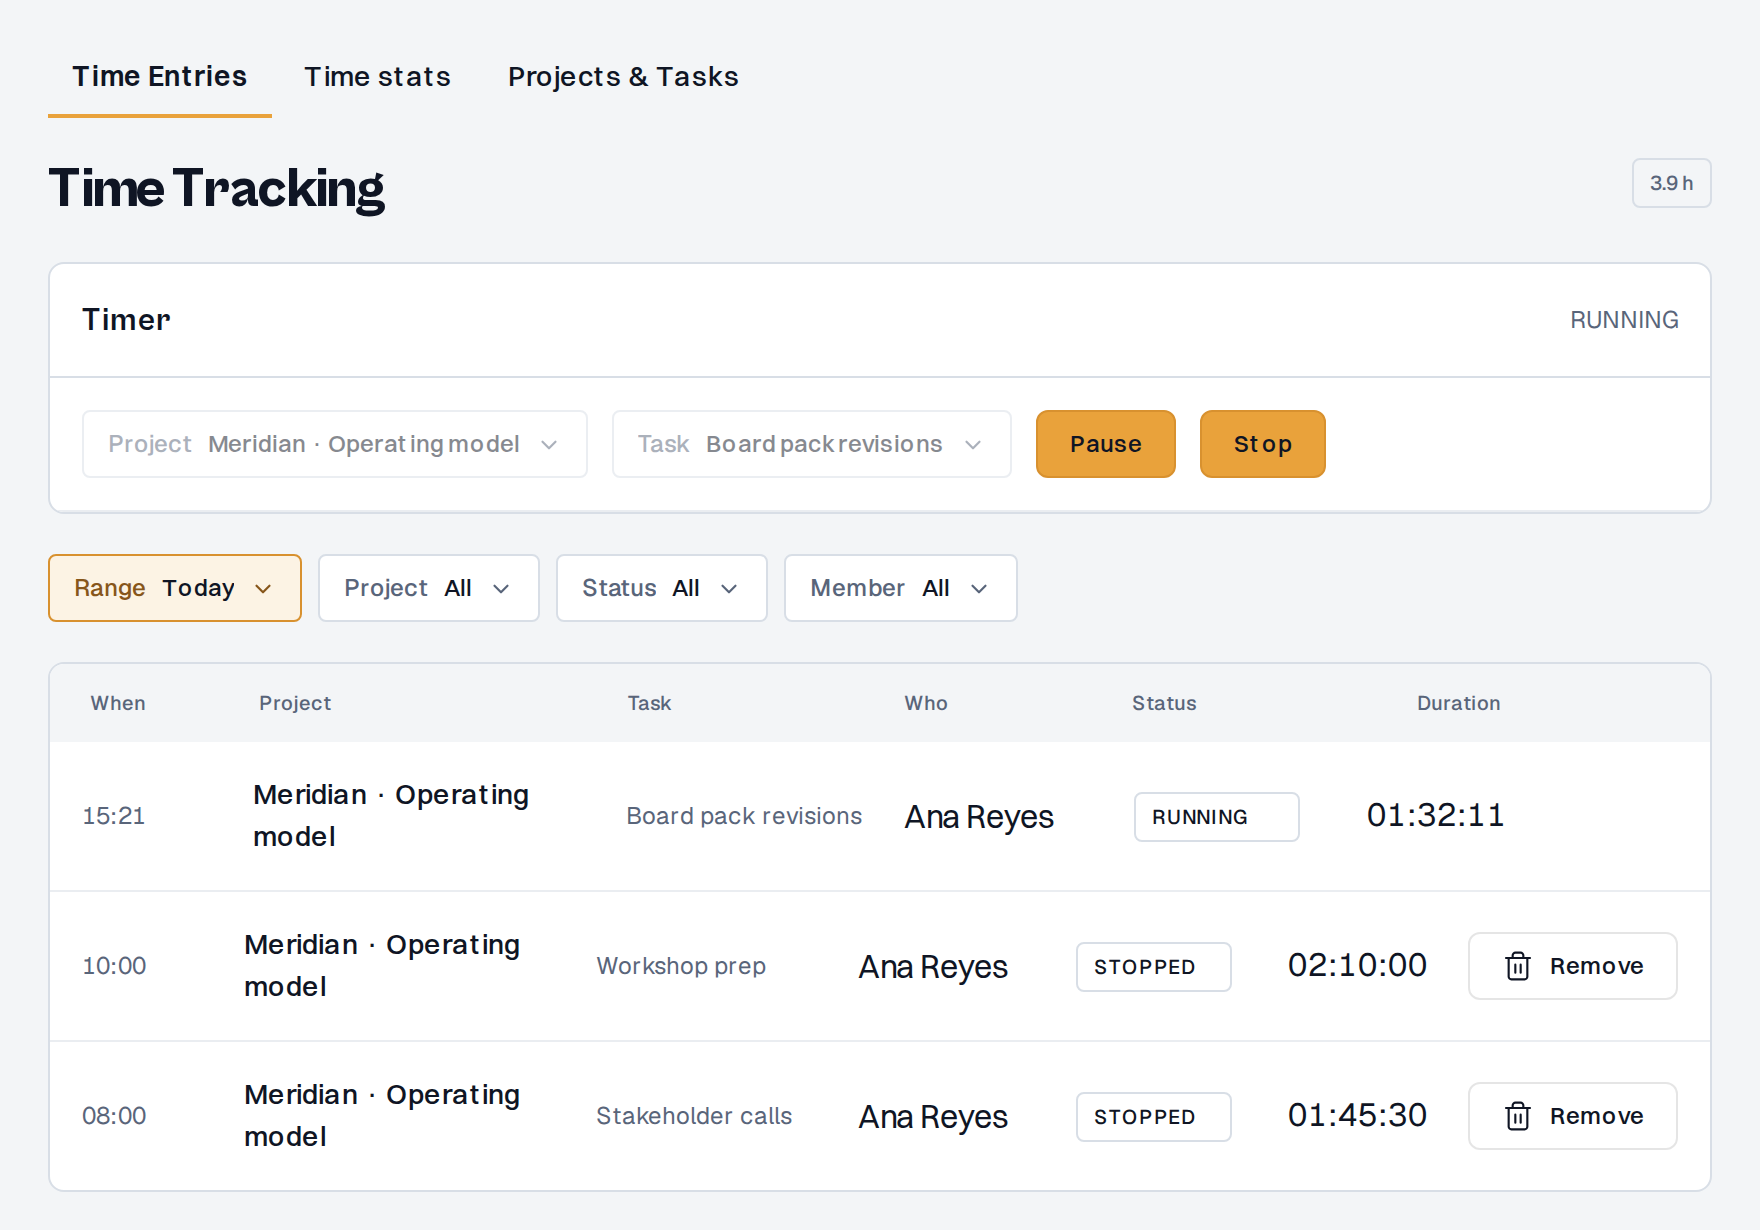 Time Entries Time stats Projects & Tasks
Time Tracking 3.9 h
Timer RUNNING
Project Meridian · Operating model Task Board pack revisions Pause Stop
Range Today Project All Status All Member All
When Project Task Who Status Duration
15:21 Meridian · Operating model Board pack revisions Ana Reyes RUNNING 01:32:11
10:00 Meridian · Operating model Workshop prep Ana Reyes STOPPED 02:10:00 Remove
08:00 Meridian · Operating model Stakeholder calls Ana Reyes STOPPED 01:45:30 Remove